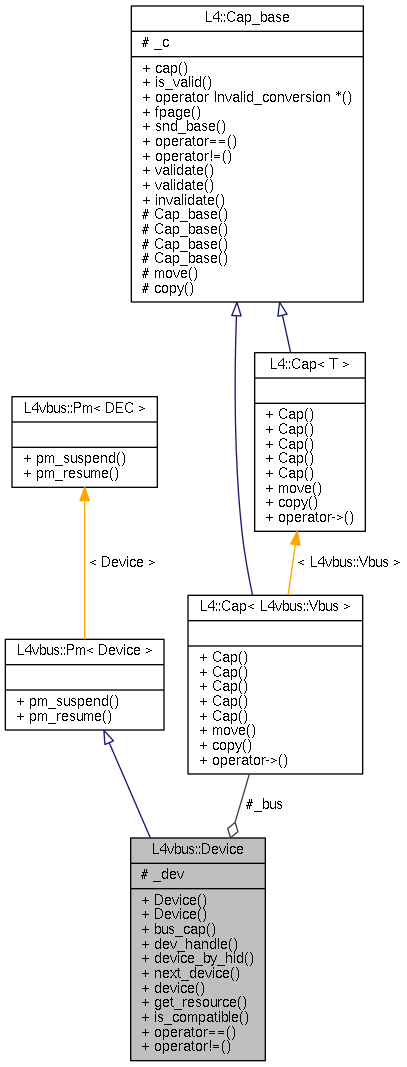 L4::Cap_base
# _c
+ cap()
+ is_valid()
+ operator Invalid_conversion *()
+ fpage()
+ snd_base()
+ operator==()
+ operator!=()
+ validate()
+ validate()
+ invalidate()
# Cap_base()
# Cap_base()
# Cap_base()
# Cap_base()
# move()
# copy()
L4::Cap< T >
+ Cap()
+ Cap()
+ Cap()
+ Cap()
+ Cap()
+ move()
+ copy()
+ operator->()
L4vbus::Pm< DEC >
+ pm_suspend()
+ pm_resume()
< Device >
< L4vbus::Vbus >
L4::Cap< L4vbus::Vbus >
+ Cap()
+ Cap()
+ Cap()
+ Cap()
+ Cap()
+ move()
+ copy()
+ operator->()
L4vbus::Pm< Device >
+ pm_suspend()
+ pm_resume()
#_bus
L4vbus::Device
# _dev
+ Device()
+ Device()
+ bus_cap()
+ dev_handle()
+ device_by_hid()
+ next_device()
+ device()
+ get_resource()
+ is_compatible()
+ operator==()
+ operator!=()